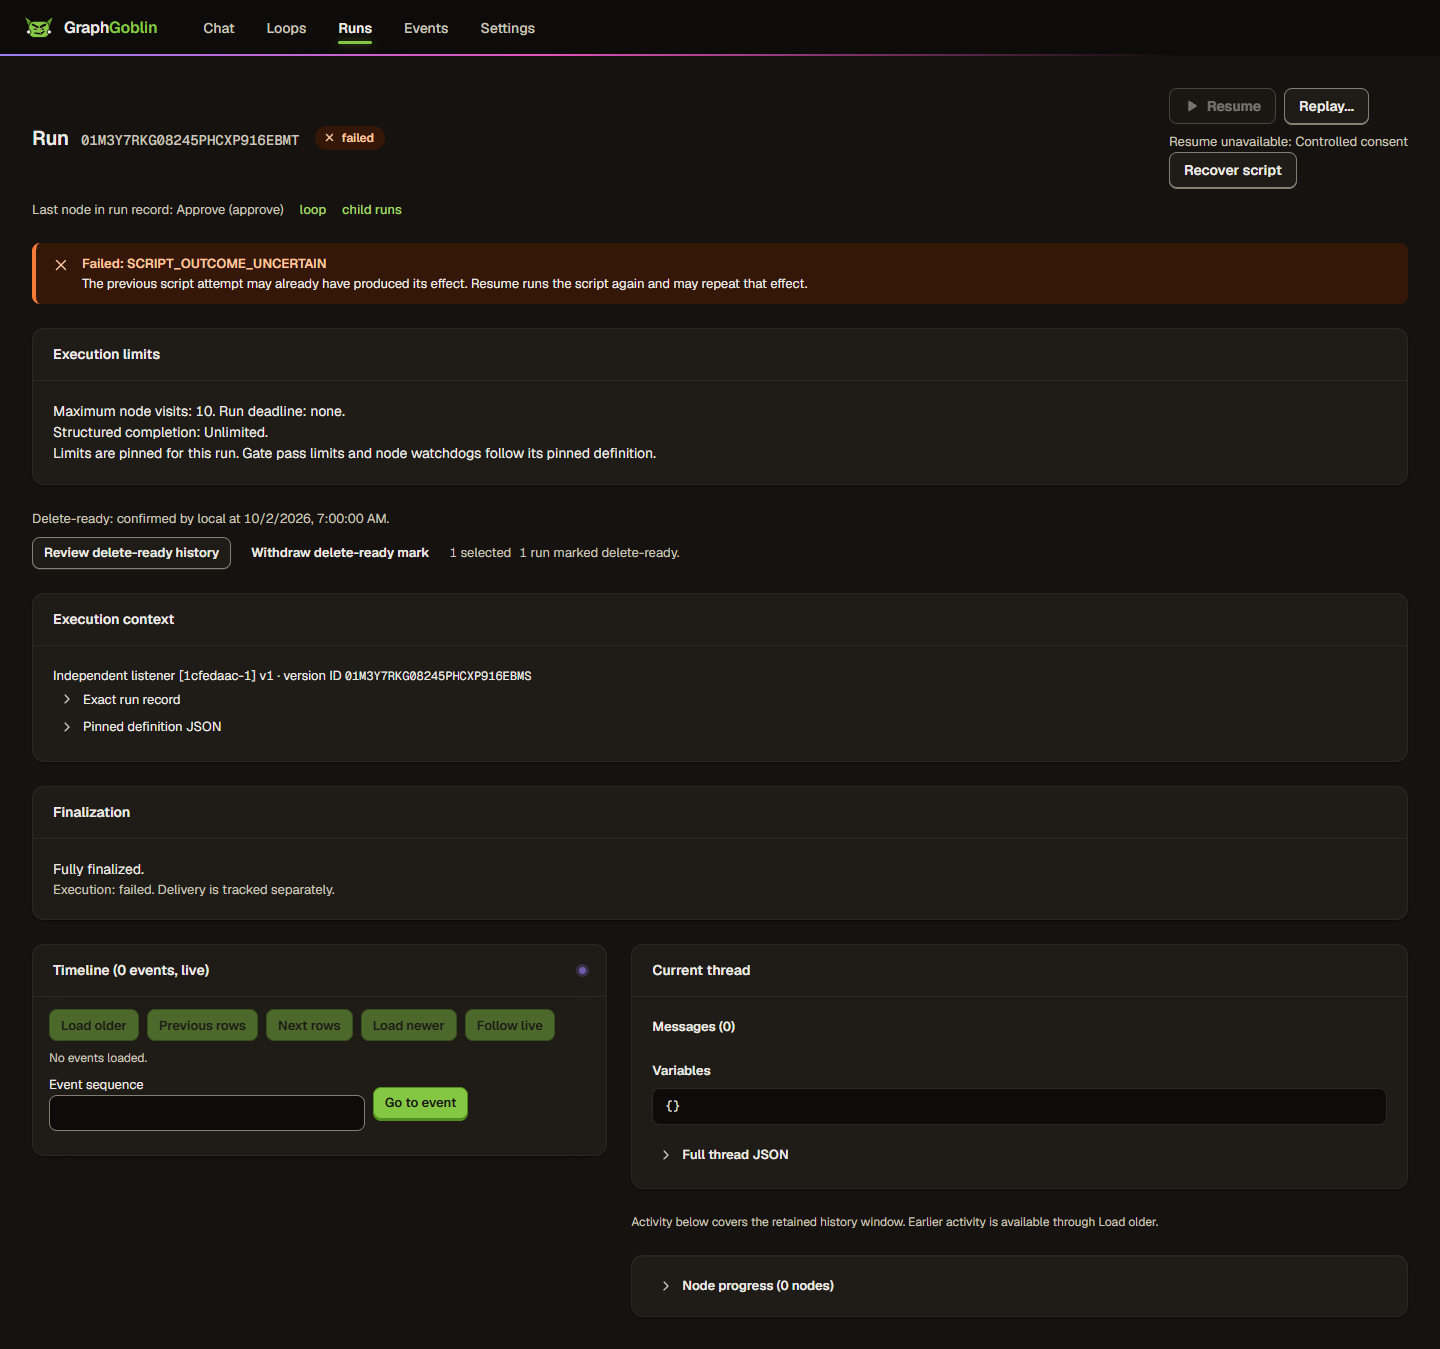 GraphGoblin
Chat
Loops
Runs
Events
Settings
Run 01M3Y7RKG08245PHCXP916EBMT
failed
Resume
Replay...
Resume unavailable: Controlled consent
Recover script
Last node in run record: Approve (approve)
loop
child runs
Failed: SCRIPT_OUTCOME_UNCERTAIN
The previous script attempt may already have produced its effect. Resume runs the script again and may repeat that effect.
Execution limits
Maximum node visits: 10. Run deadline: none.
Structured completion: Unlimited.
Limits are pinned for this run. Gate pass limits and node watchdogs follow its pinned definition.
Delete-ready: confirmed by local at 10/2/2026, 7:00:00 AM.
Review delete-ready history
Withdraw delete-ready mark
1 selected
1 run marked delete-ready.
Execution context
Independent listener [1cfedaac-1] v1 · version ID 01M3Y7RKG08245PHCXP916EBMS
Exact run record
Pinned definition JSON
Finalization
Fully finalized.
Execution: failed. Delivery is tracked separately.
Timeline (0 events, live)
Load older
Previous rows
Next rows
Load newer
Follow live
No events loaded.
Event sequence
Go to event
Current thread
Messages (0)
Variables
{}
Full thread JSON
Activity below covers the retained history window. Earlier activity is available through Load older.
Node progress (0 nodes)